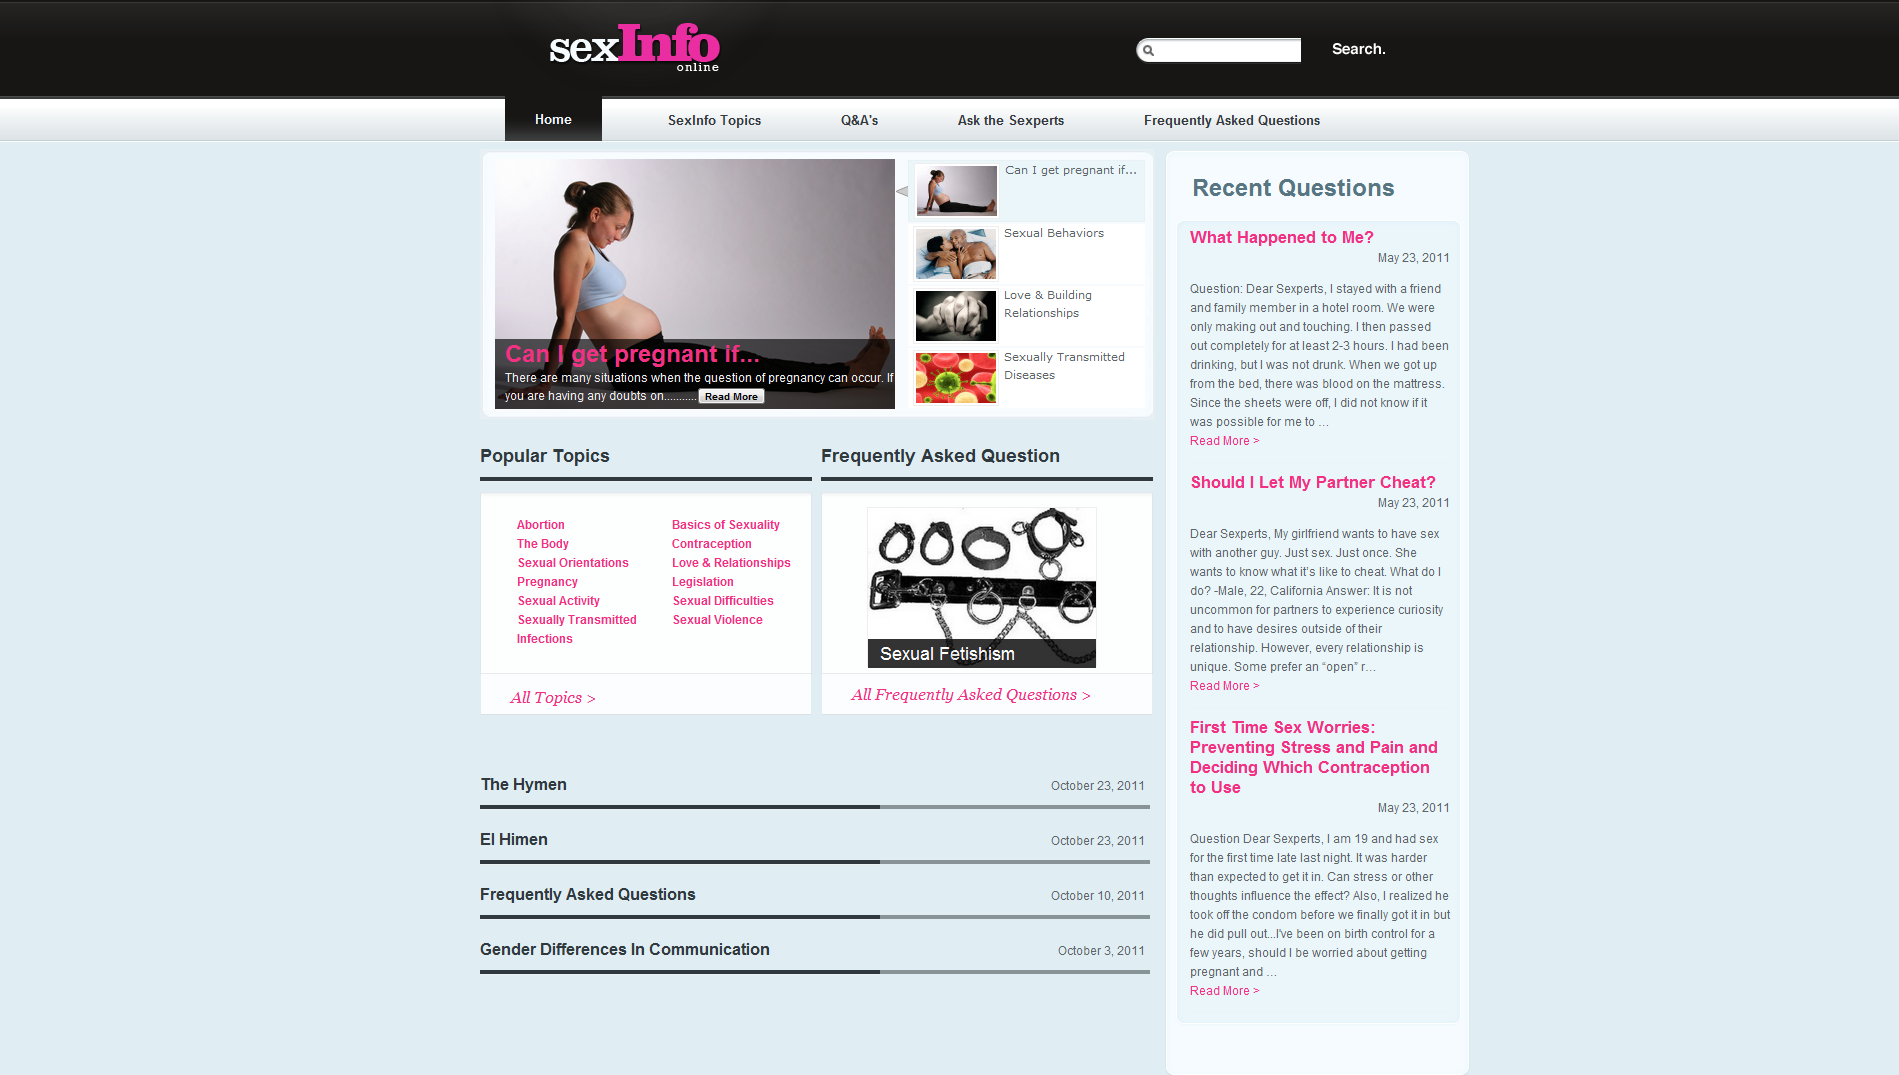 sexInfo
online
Search.
Home
SexInfo Topics
Q&A's
Ask the Sexperts
Frequently Asked Questions
Can I get pregnant if...
There are many situations when the question of pregnancy can occur. If
you are having any doubts on........... Read More
Can I get pregnant if...
Sexual Behaviors
Love & Building
Relationships
Sexually Transmitted
Diseases
Popular Topics
Abortion
The Body
Sexual Orientations
Pregnancy
Sexual Activity
Sexually Transmitted
Infections
Basics of Sexuality
Contraception
Love & Relationships
Legislation
Sexual Difficulties
Sexual Violence
All Topics >
Frequently Asked Question
Sexual Fetishism
All Frequently Asked Questions >
The Hymen
October 23, 2011
El Himen
October 23, 2011
Frequently Asked Questions
October 10, 2011
Gender Differences In Communication
October 3, 2011
Recent Questions
What Happened to Me?
May 23, 2011
Question: Dear Sexperts, I stayed with a friend
and family member in a hotel room. We were
only making out and touching. I then passed
out completely for at least 2-3 hours. I had been
drinking, but I was not drunk. When we got up
from the bed, there was blood on the mattress.
Since the sheets were off, I did not know if it
was possible for me to ...
Read More >
Should I Let My Partner Cheat?
May 23, 2011
Dear Sexperts, My girlfriend wants to have sex
with another guy. Just sex. Just once. She
wants to know what it's like to cheat. What do I
do? -Male, 22, California Answer: It is not
uncommon for partners to experience curiosity
and to have desires outside of their
relationship. However, every relationship is
unique. Some prefer an “open” r...
Read More >
First Time Sex Worries:
Preventing Stress and Pain and
Deciding Which Contraception
to Use
May 23, 2011
Question Dear Sexperts, I am 19 and had sex
for the first time late last night. It was harder
than expected to get it in. Can stress or other
thoughts influence the effect? Also, I realized he
took off the condom before we finally got it in but
he did pull out...I've been on birth control for a
few years, should I be worried about getting
pregnant and ...
Read More >